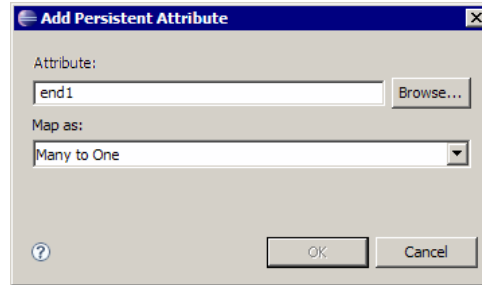 Add Persistent Attribute
Attribute:
end1
Browse...
Map as:
Many to One
?
OK
Cancel